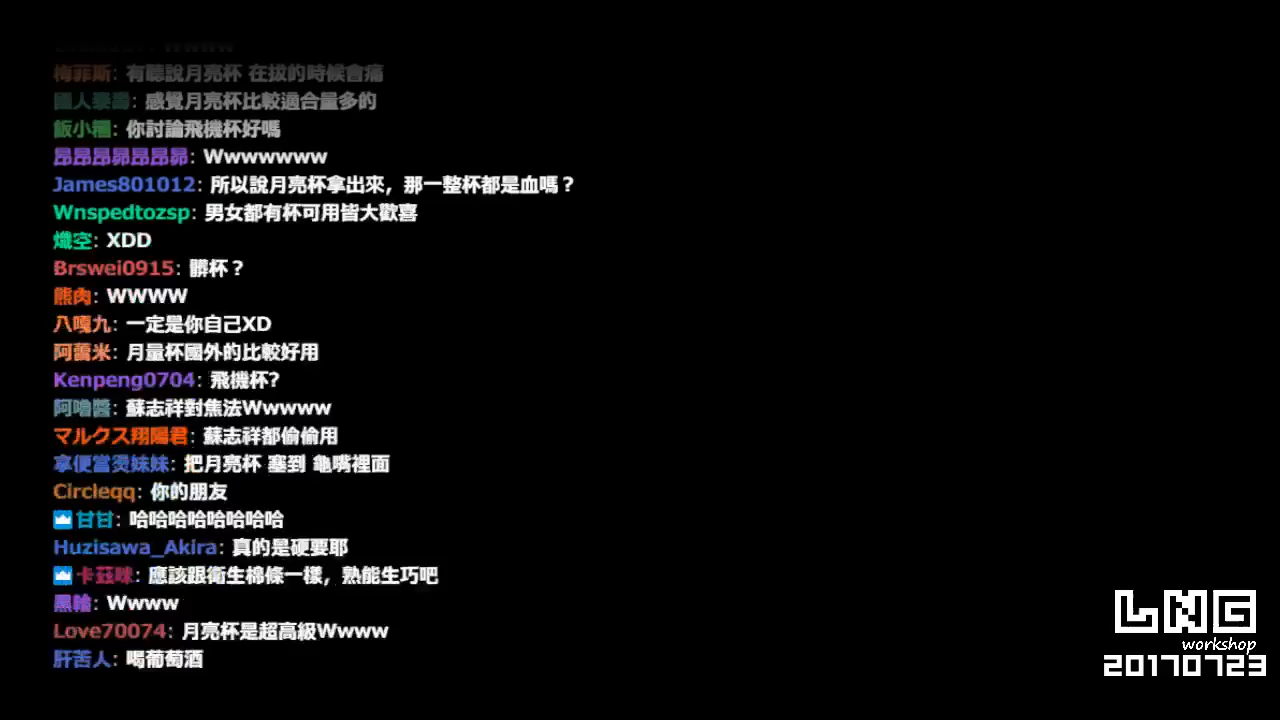 梅菲斯: 有聽說月亮杯 在拔的時候會痛
國人泰壽: 感覺月亮杯比較適合量多的
飯小糰: 你討論飛機杯好嗎
昂昂昂昴昂昂昴: Wwwwwww
James801012: 所以說月亮杯拿出來，那一整杯都是血嗎？
Wnspedtozsp: 男女都有杯可用皆大歡喜
熾空: XDD
Brswei0915: 髒杯？
熊肉: WWWW
八嘎九: 一定是你自己XD
阿蕾米: 月量杯國外的比較好用
Kenpeng0704: 飛機杯?
阿嚕醬: 蘇志祥對焦法Wwwww
マルクス翔陽君: 蘇志祥都偷偷用
拿便當燙妹妹: 把月亮杯 塞到 龜嘴裡面
Circleqq: 你的朋友
甘甘: 哈哈哈哈哈哈哈哈
Huzisawa_Akira: 真的是硬要耶
卡茲咪: 應該跟衛生棉條一樣，熟能生巧吧
黑輪: Wwww
Love70074: 月亮杯是超高級Wwww
肝苦人: 喝葡萄酒
LNG
workshop
20170723